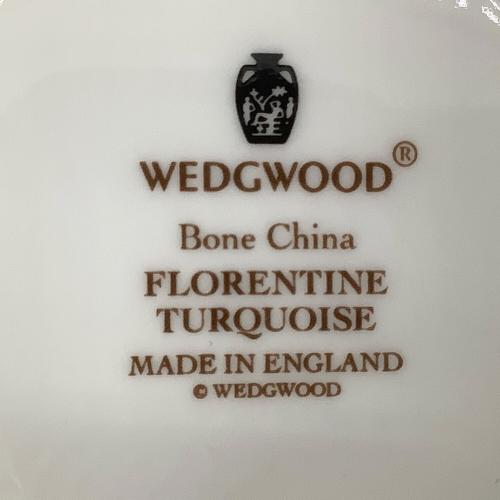 WEDGWOOD®
Bone China
FLORENTINE
TURQUOISE
MADE IN ENGLAND
© WEDGWOOD